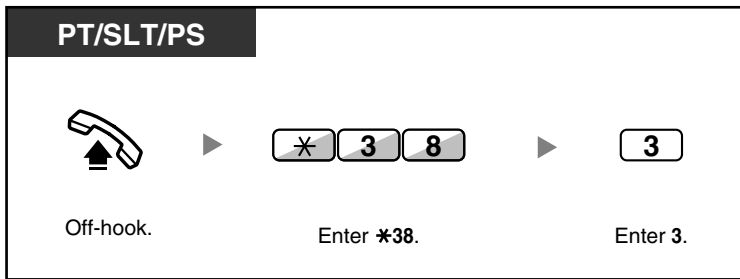 PT/SLT/PS
* 3 8 3
Off-hook. Enter *38. Enter 3.